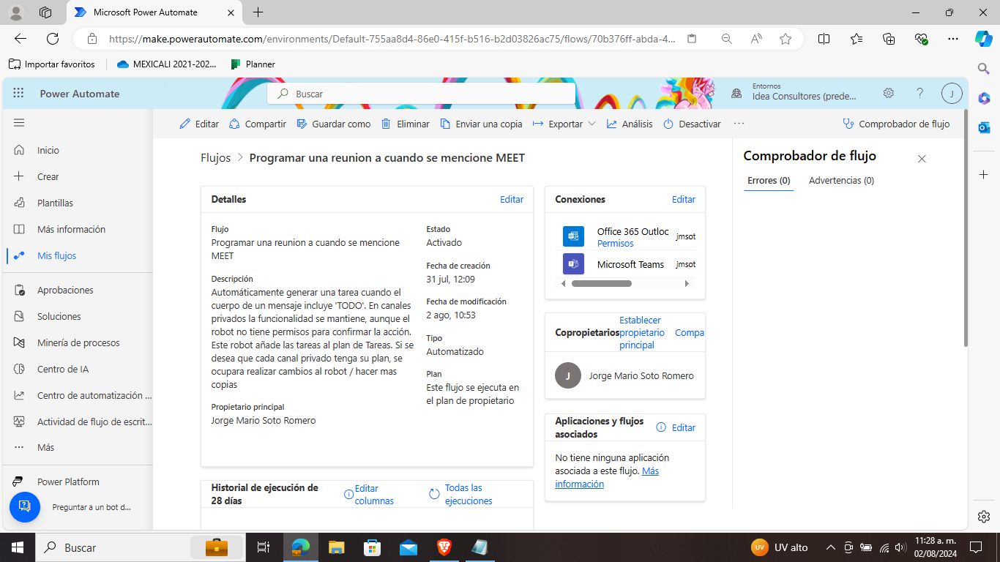 Microsoft Power Automate
https://make.powerautomate.com/environments/Default-755aa8d4-86e0-415f-b516-b2d03826ac75/flows/70b376ff-abda-4...
Importar favoritos
MEXICALI 2021-202...
Planner
Power Automate
Buscar
Entornos
Idea Consultores (prede...
J
Editar
Compartir
Guardar como
Eliminar
Enviar una copia
Exportar
Análisis
Desactivar
...
Comprobador de flujo
Inicio
Crear
Plantillas
Más información
Mis flujos
Aprobaciones
Soluciones
Minería de procesos
Centro de IA
Centro de automatización ...
Actividad de flujo de escrit...
Más
Power Platform
Preguntar a un bot d...
Flujos > Programar una reunion a cuando se mencione MEET
Detalles
Editar
Flujo
Programar una reunion a cuando se mencione
MEET
Descripción
Automáticamente generar una tarea cuando el
cuerpo de un mensaje incluye 'TODO'. En canales
privados la funcionalidad se mantiene, aunque el
robot no tiene permisos para confirmar la acción.
Este robot añade las tareas al plan de Tareas. Si se
desea que cada canal privado tenga su plan, se
ocupara realizar cambios al robot / hacer mas
copias
Propietario principal
Jorge Mario Soto Romero
Estado
Activado
Fecha de creación
31 jul, 12:09
Fecha de modificación
2 ago, 10:53
Tipo
Automatizado
Plan
Este flujo se ejecuta en
el plan de propietario
Historial de ejecución de
28 días
Editar
columnas
Todas las
ejecuciones
Conexiones
Editar
Office 365 Outloc
Permisos
jmsot
Microsoft Teams
jmsot
Copropietarios
Establecer
propietario
principal
Compa
J
Jorge Mario Soto Romero
Aplicaciones y flujos
asociados
Editar
No tiene ninguna aplicación
asociada a este flujo. Más
información
Comprobador de flujo
Errores (0)
Advertencias (0)
Buscar
UV
UV alto
11:28 a. m.
02/08/2024